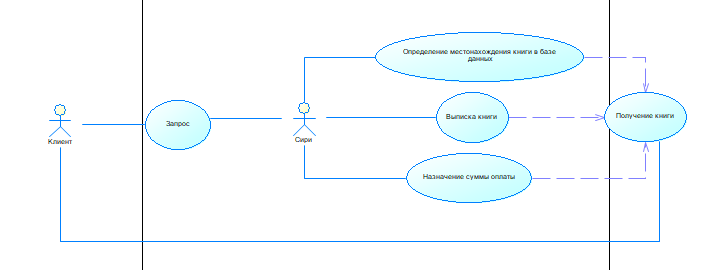 Определение местонахождения книги в базе
данных
Запрос
Выписка книги
Получение книги
Клиент
Сири
Назначение суммы оплаты